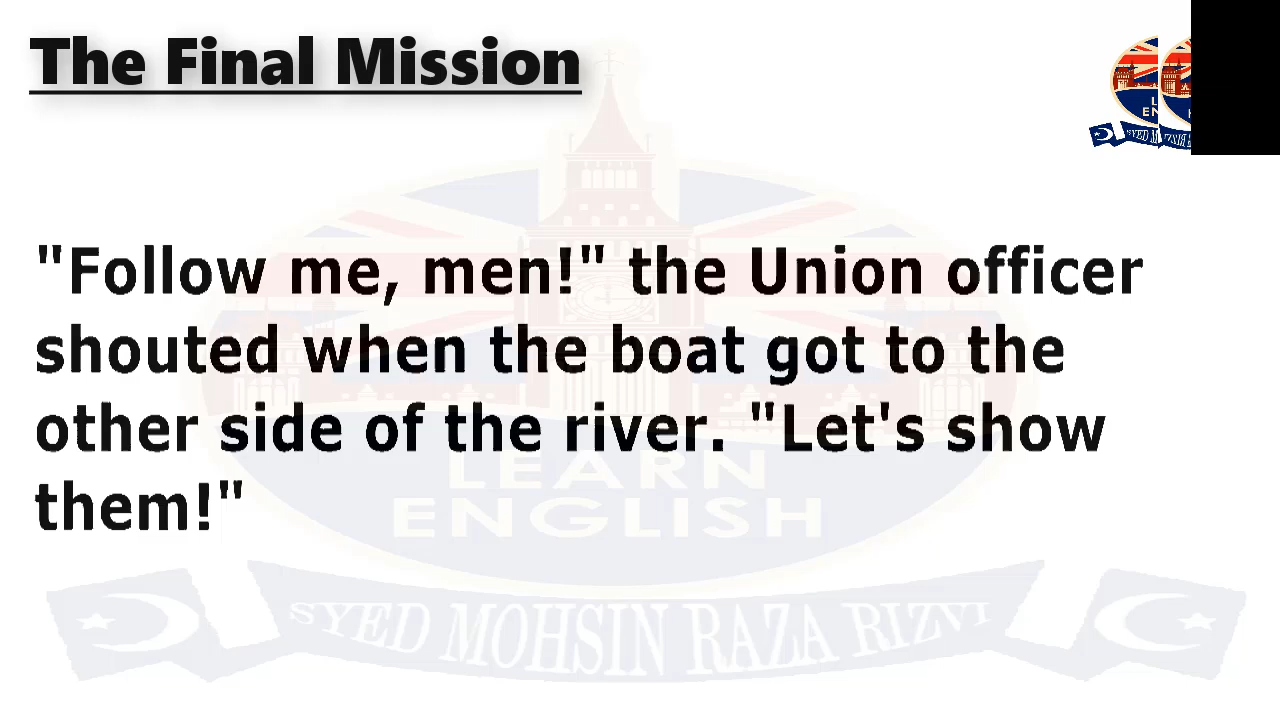 The Final Mission
"Follow me, men!" the Union officer
shouted when the boat got to the
other side of the river. "Let's show
them!"
LEARN
ENGLISH
SYED MOHSIN RAZA RIZVI